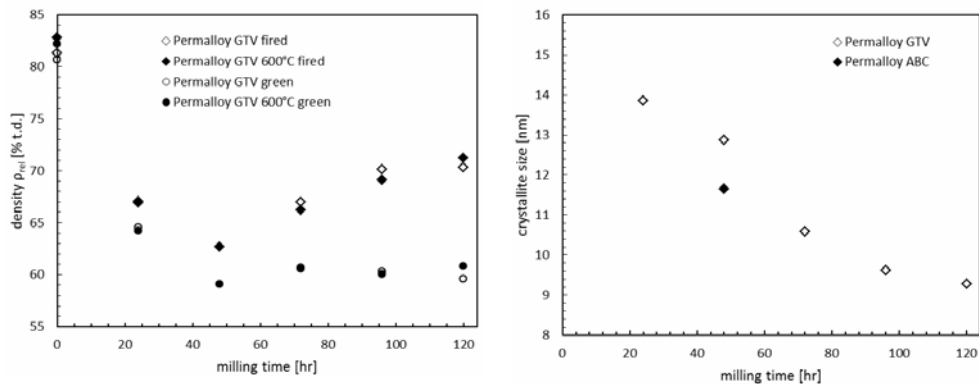 85
80
75
70
65
60
55
density ρrel [% t.d.]
0 20 40 60 80 100 120
milling time [hr]
Permalloy GTV fired
Permalloy GTV 600°C fired
Permalloy GTV green
Permalloy GTV 600°C green
16
15
14
13
12
11
10
9
8
crystallite size [nm]
0 20 40 60 80 100 120
milling time [hr]
Permalloy GTV
Permalloy ABC